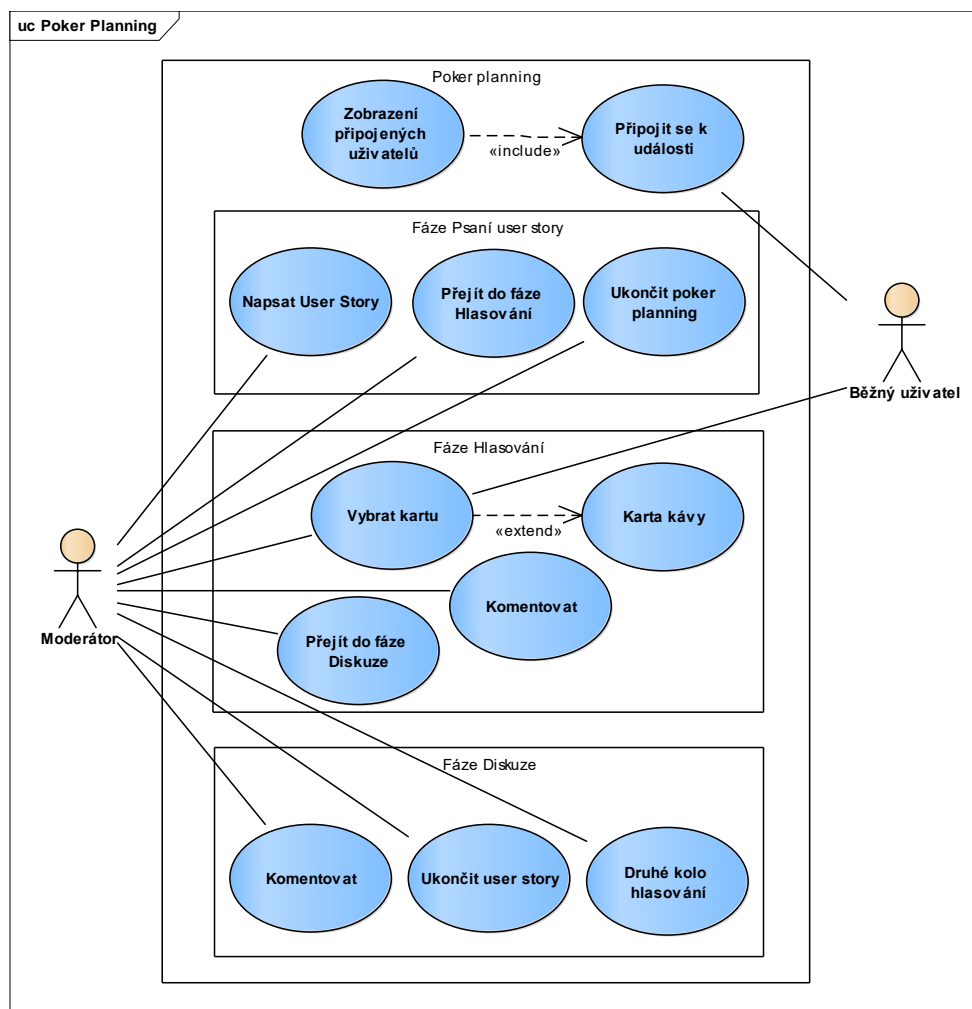 uc Poker Planning
Poker planning
Zobrazení
připojených
uživatelů
«include»
Připojit se k
události
Fáze Psaní user story
Napsat User Story
Přejít do fáze
Hlasování
Ukončit poker
planning
Běžný uživatel
Fáze Hlasování
Vybrat kartu
«extend»
Karta kávy
Komentovat
Přejít do fáze
Diskuze
Moderátor
Fáze Diskuze
Komentovat
Ukončit user story
Druhé kolo
hlasování